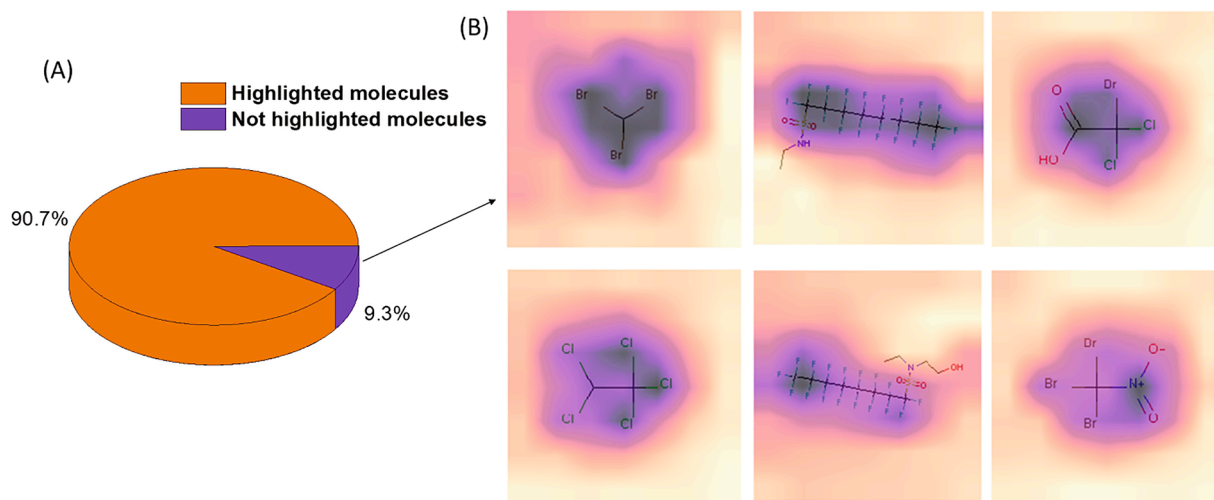 (A)
Highlighted molecules
Not highlighted molecules
90.7%
9.3%
(B)
Br Br
Br
F F F F F F F F
F F F F F F F F F
O=S=O
NH
O Br
Cl
HO Cl
Cl Cl
Cl
Cl Cl
N OH
O=S=O
F F F F F F F F
F F F F F F F F F
Br O-
Br N+
Br O